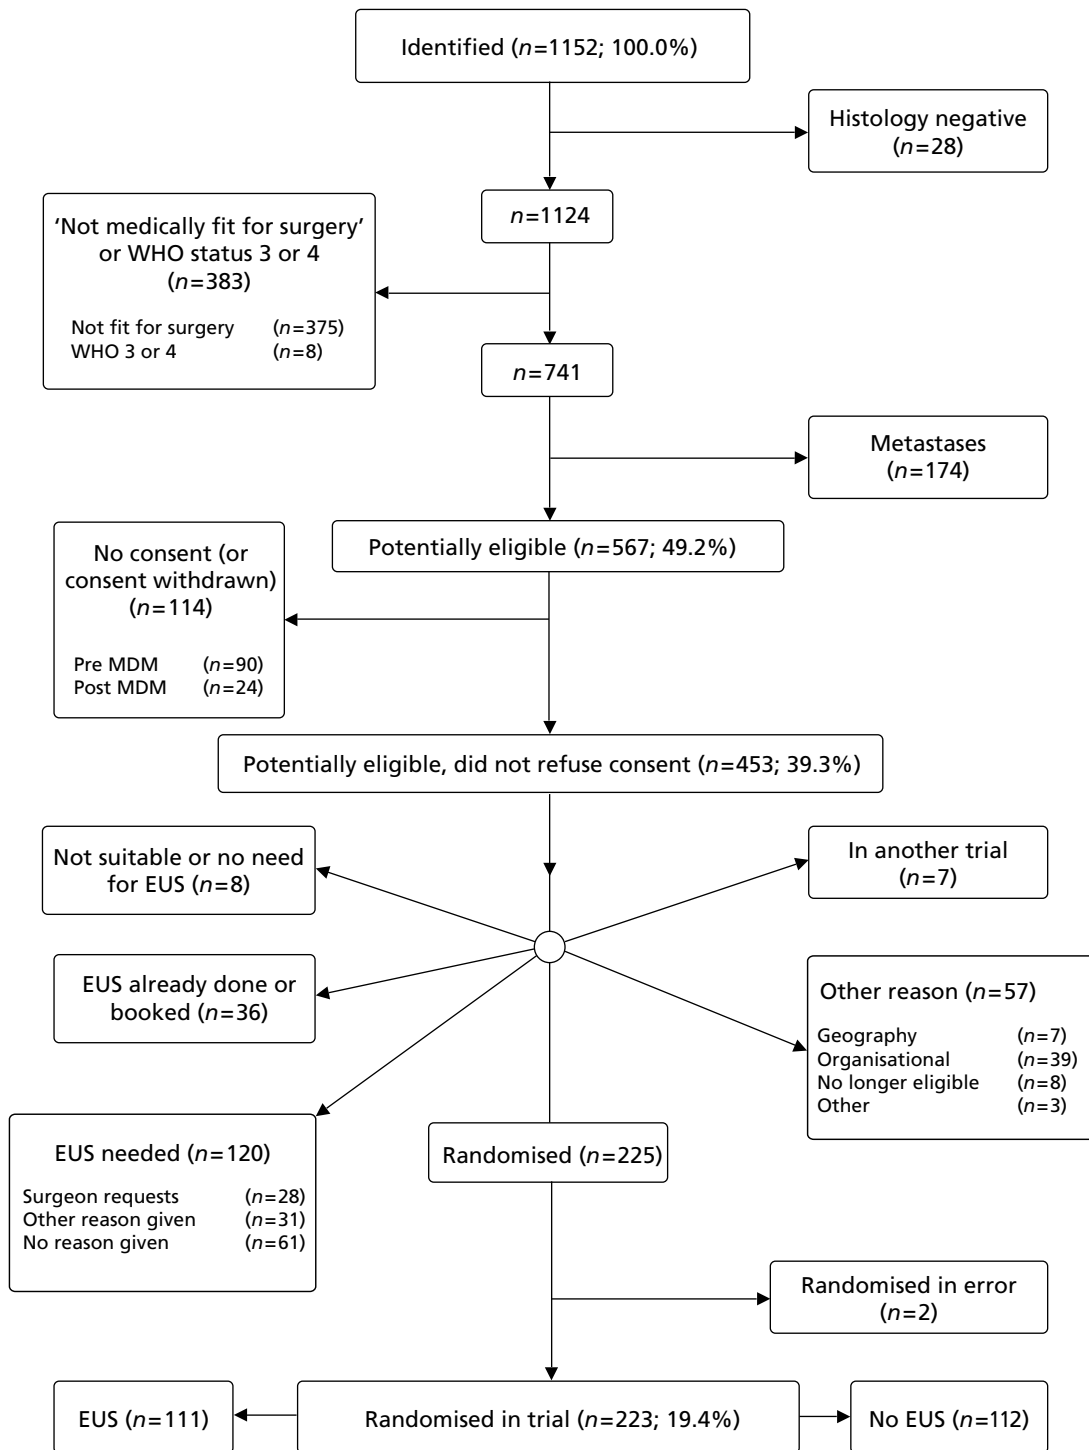 Identified (n=1152; 100.0%)
Histology negative
(n=28)
n=1124
‘Not medically fit for surgery’
or WHO status 3 or 4
(n=383)
Not fit for surgery (n=375)
WHO 3 or 4 (n=8)
n=741
Metastases
(n=174)
Potentially eligible (n=567; 49.2%)
No consent (or
consent withdrawn)
(n=114)
Pre MDM (n=90)
Post MDM (n=24)
Potentially eligible, did not refuse consent (n=453; 39.3%)
Not suitable or no need
for EUS (n=8)
In another trial
(n=7)
EUS already done or
booked (n=36)
Other reason (n=57)
Geography (n=7)
Organisational (n=39)
No longer eligible (n=8)
Other (n=3)
EUS needed (n=120)
Surgeon requests (n=28)
Other reason given (n=31)
No reason given (n=61)
Randomised (n=225)
Randomised in error
(n=2)
EUS (n=111)
Randomised in trial (n=223; 19.4%)
No EUS (n=112)